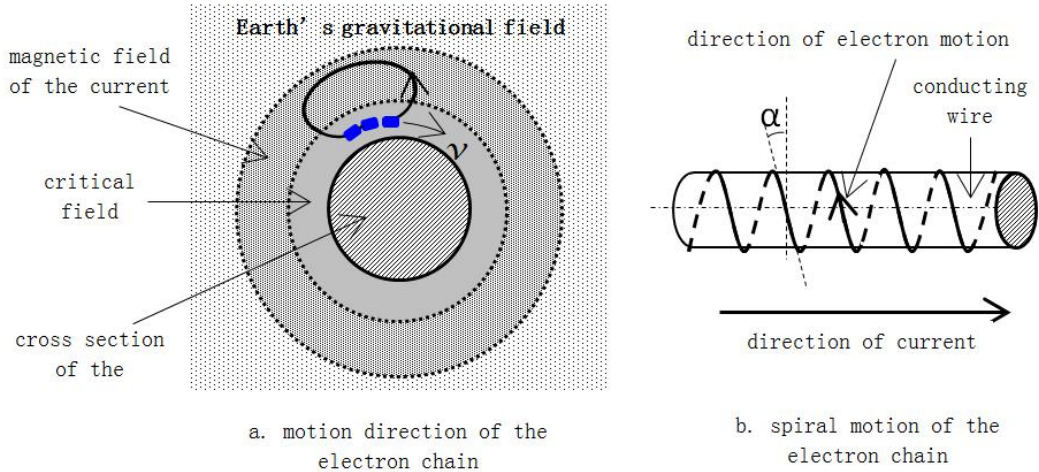 Earth's gravitational field
magnetic field
of the current
critical
field
cross section
of the
ν
a. motion direction of the
electron chain
direction of electron motion
conducting
wire
α
direction of current
b. spiral motion of the
electron chain